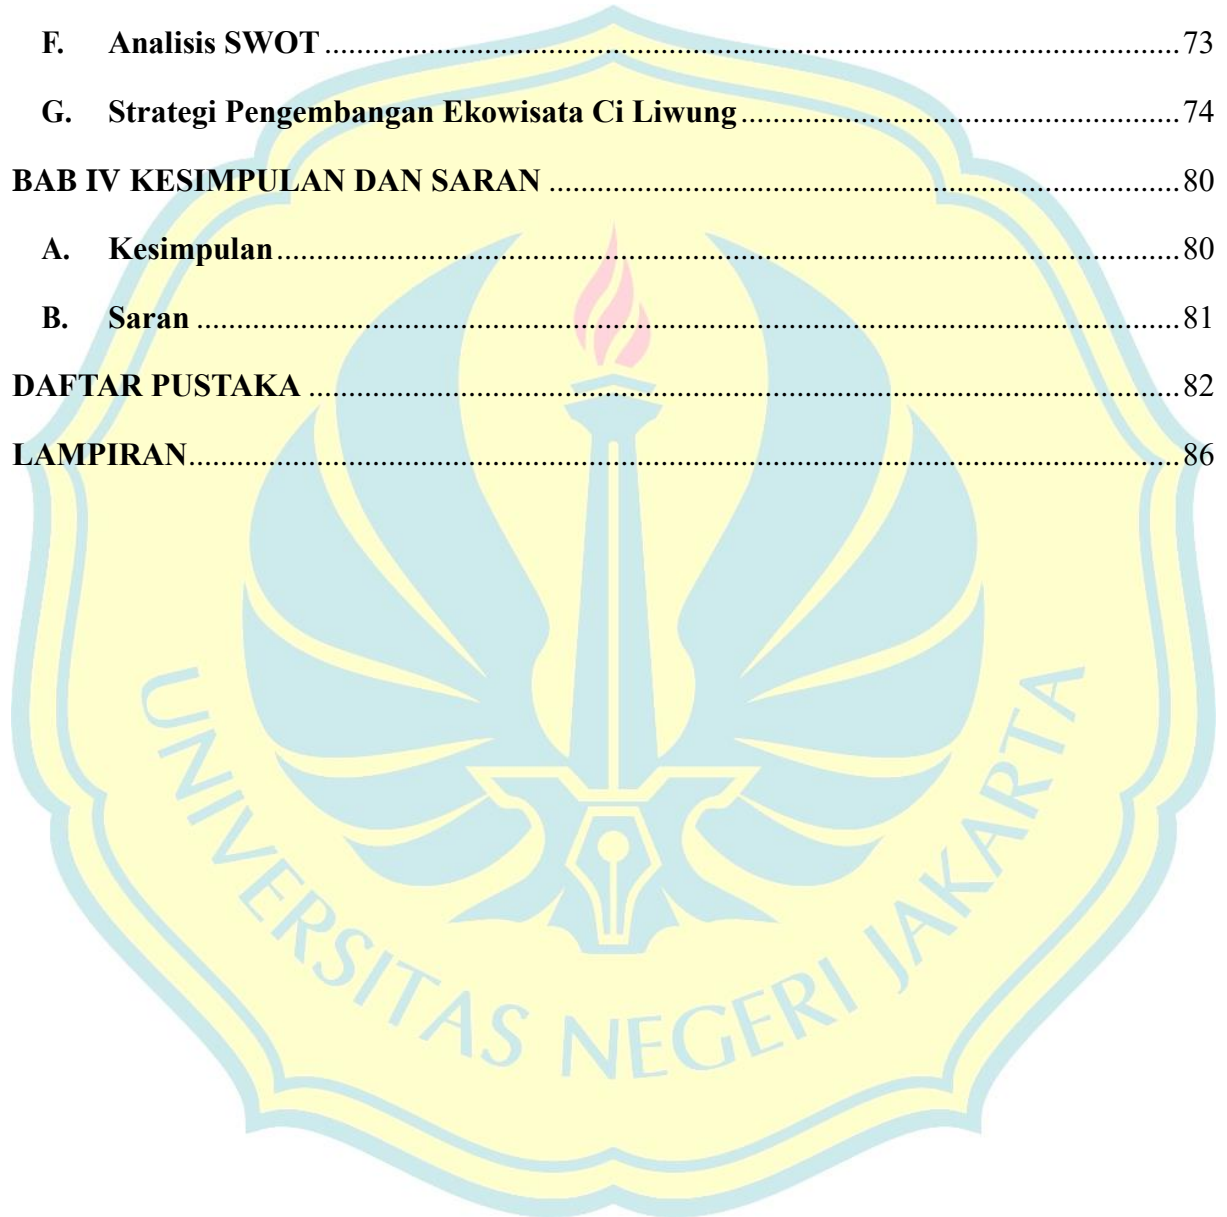 F. Analisis SWOT ........ 73
G. Strategi Pengembangan Ekowisata Ci Liwung ........ 74
BAB IV KESIMPULAN DAN SARAN ........ 80
A. Kesimpulan ........ 80
B. Saran ........ 81
DAFTAR PUSTAKA ........ 82
LAMPIRAN ........ 86
UNIVERSITAS NEGERI JAKARTA